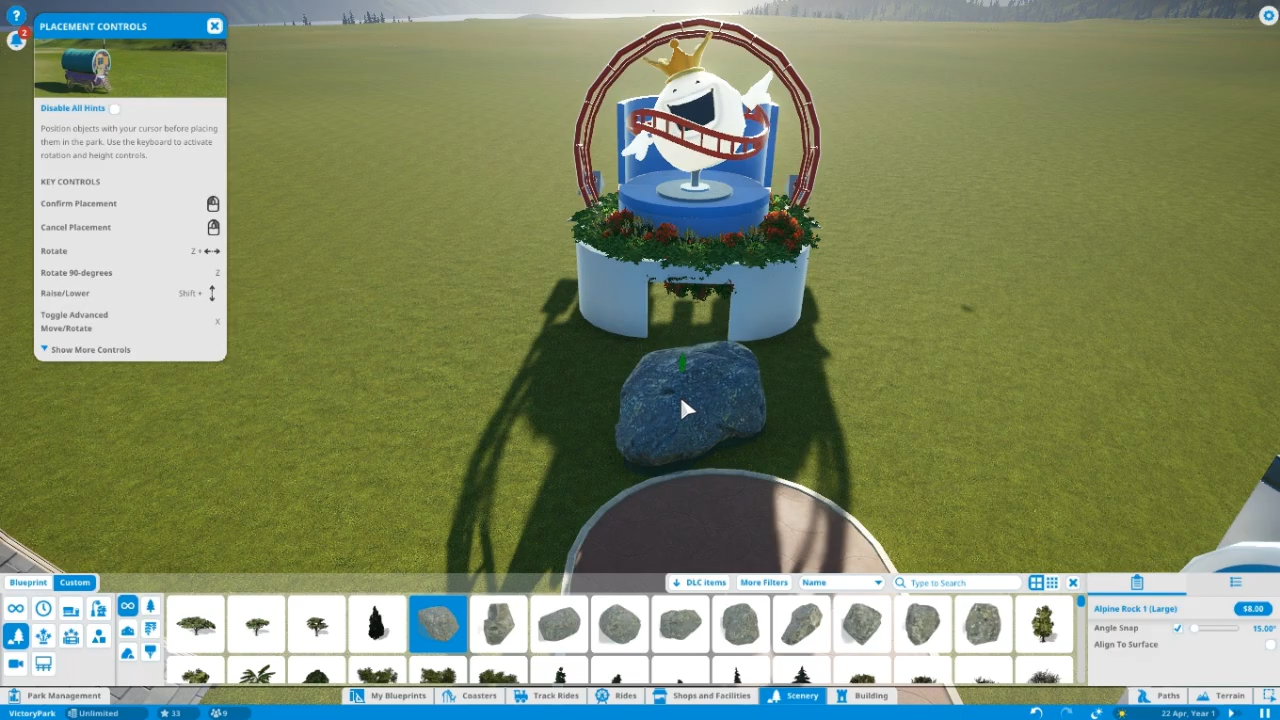 ?
2
PLACEMENT CONTROLS
Disable All Hints
Position objects with your cursor before placing
them in the park. Use the keyboard to activate
rotation and height controls.
KEY CONTROLS
Confirm Placement
Cancel Placement
Rotate Z +
Rotate 90-degrees Z
Raise/Lower Shift +
Toggle Advanced
Move/Rotate X
Show More Controls
Blueprint Custom DLC items More Filters Name Type to Search
Alpine Rock 1 (Large) $8.00
Angle Snap 15.00°
Align To Surface
Park Management My Blueprints Coasters Track Rides Rides Shops and Facilities Scenery Building Paths Terrain
VictoryPark Unlimited 33 9 22 Apr, Year 1